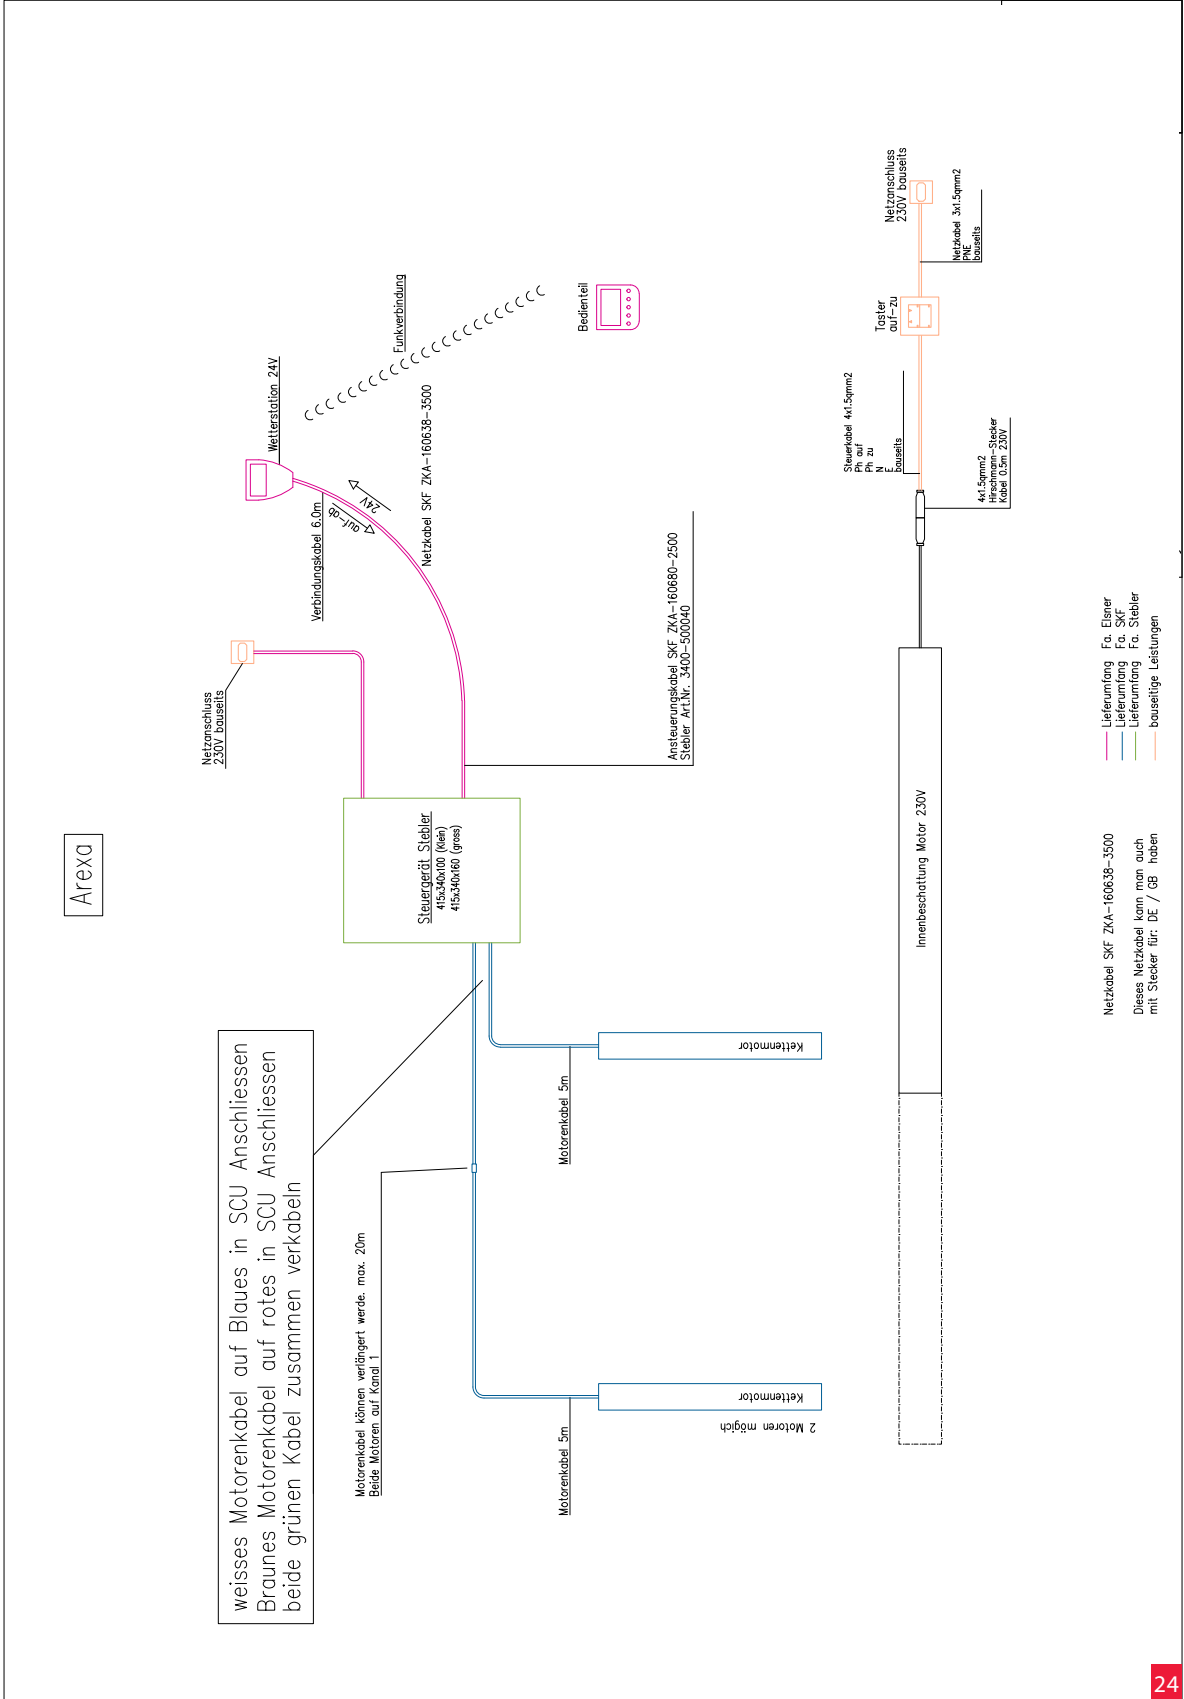 Arexa
weisses Motorenkabel auf Blaues in SCU Anschliessen
Braunes Motorenkabel auf rotes in SCU Anschliessen
beide grünen Kabel zusammen verkabeln
Netzanschluss
230V bauseits
Wetterstation 24V
Verbindungskabel 6.0m
auf-ab
24V
Funkverbindung
Netzkabel SKF ZKA-160638-3500
Bedienteil
Motorenkabel können verlängert werde. max. 20m
Beide Motoren auf Kanal 1
Steuergerät Stebler
415x340x100 (klein)
415x340x160 (gross)
Ansteuerungskabel SKF ZKA-160680-2500
Stebler Art.Nr. 3400-500040
Motorenkabel 5m
Motorenkabel 5m
Kettenmotor
Kettenmotor
2 Motoren mögich
Innenbeschattung Motor 230V
Steuerkabel 4x1.5qmm2
Ph auf
Ph zu
N
E
bauseits
Taster
auf-zu
Netzanschluss
230V bauseits
Netzkabel 3x1.5qmm2
PNE
bauseits
4x1.5qmm2
Hirschmann-Stecker
Kabel 0.5m 230V
Netzkabel SKF ZKA-160638-3500
Dieses Netzkabel kann man auch
mit Stecker für: DE / GB haben
Lieferumfang Fa. Elsner
Lieferumfang Fa. SKF
Lieferumfang Fa. Stebler
bauseitige Leistungen
24